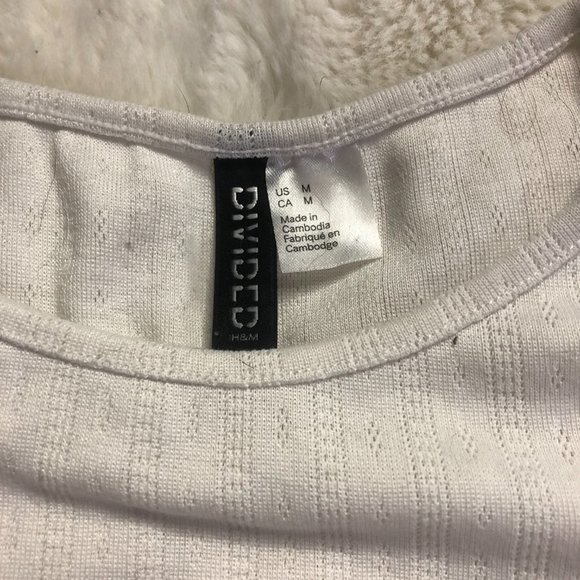 DIVIDED
H&M
US M
CA M
Made in
Cambodia
Fabriqué en
Cambodge